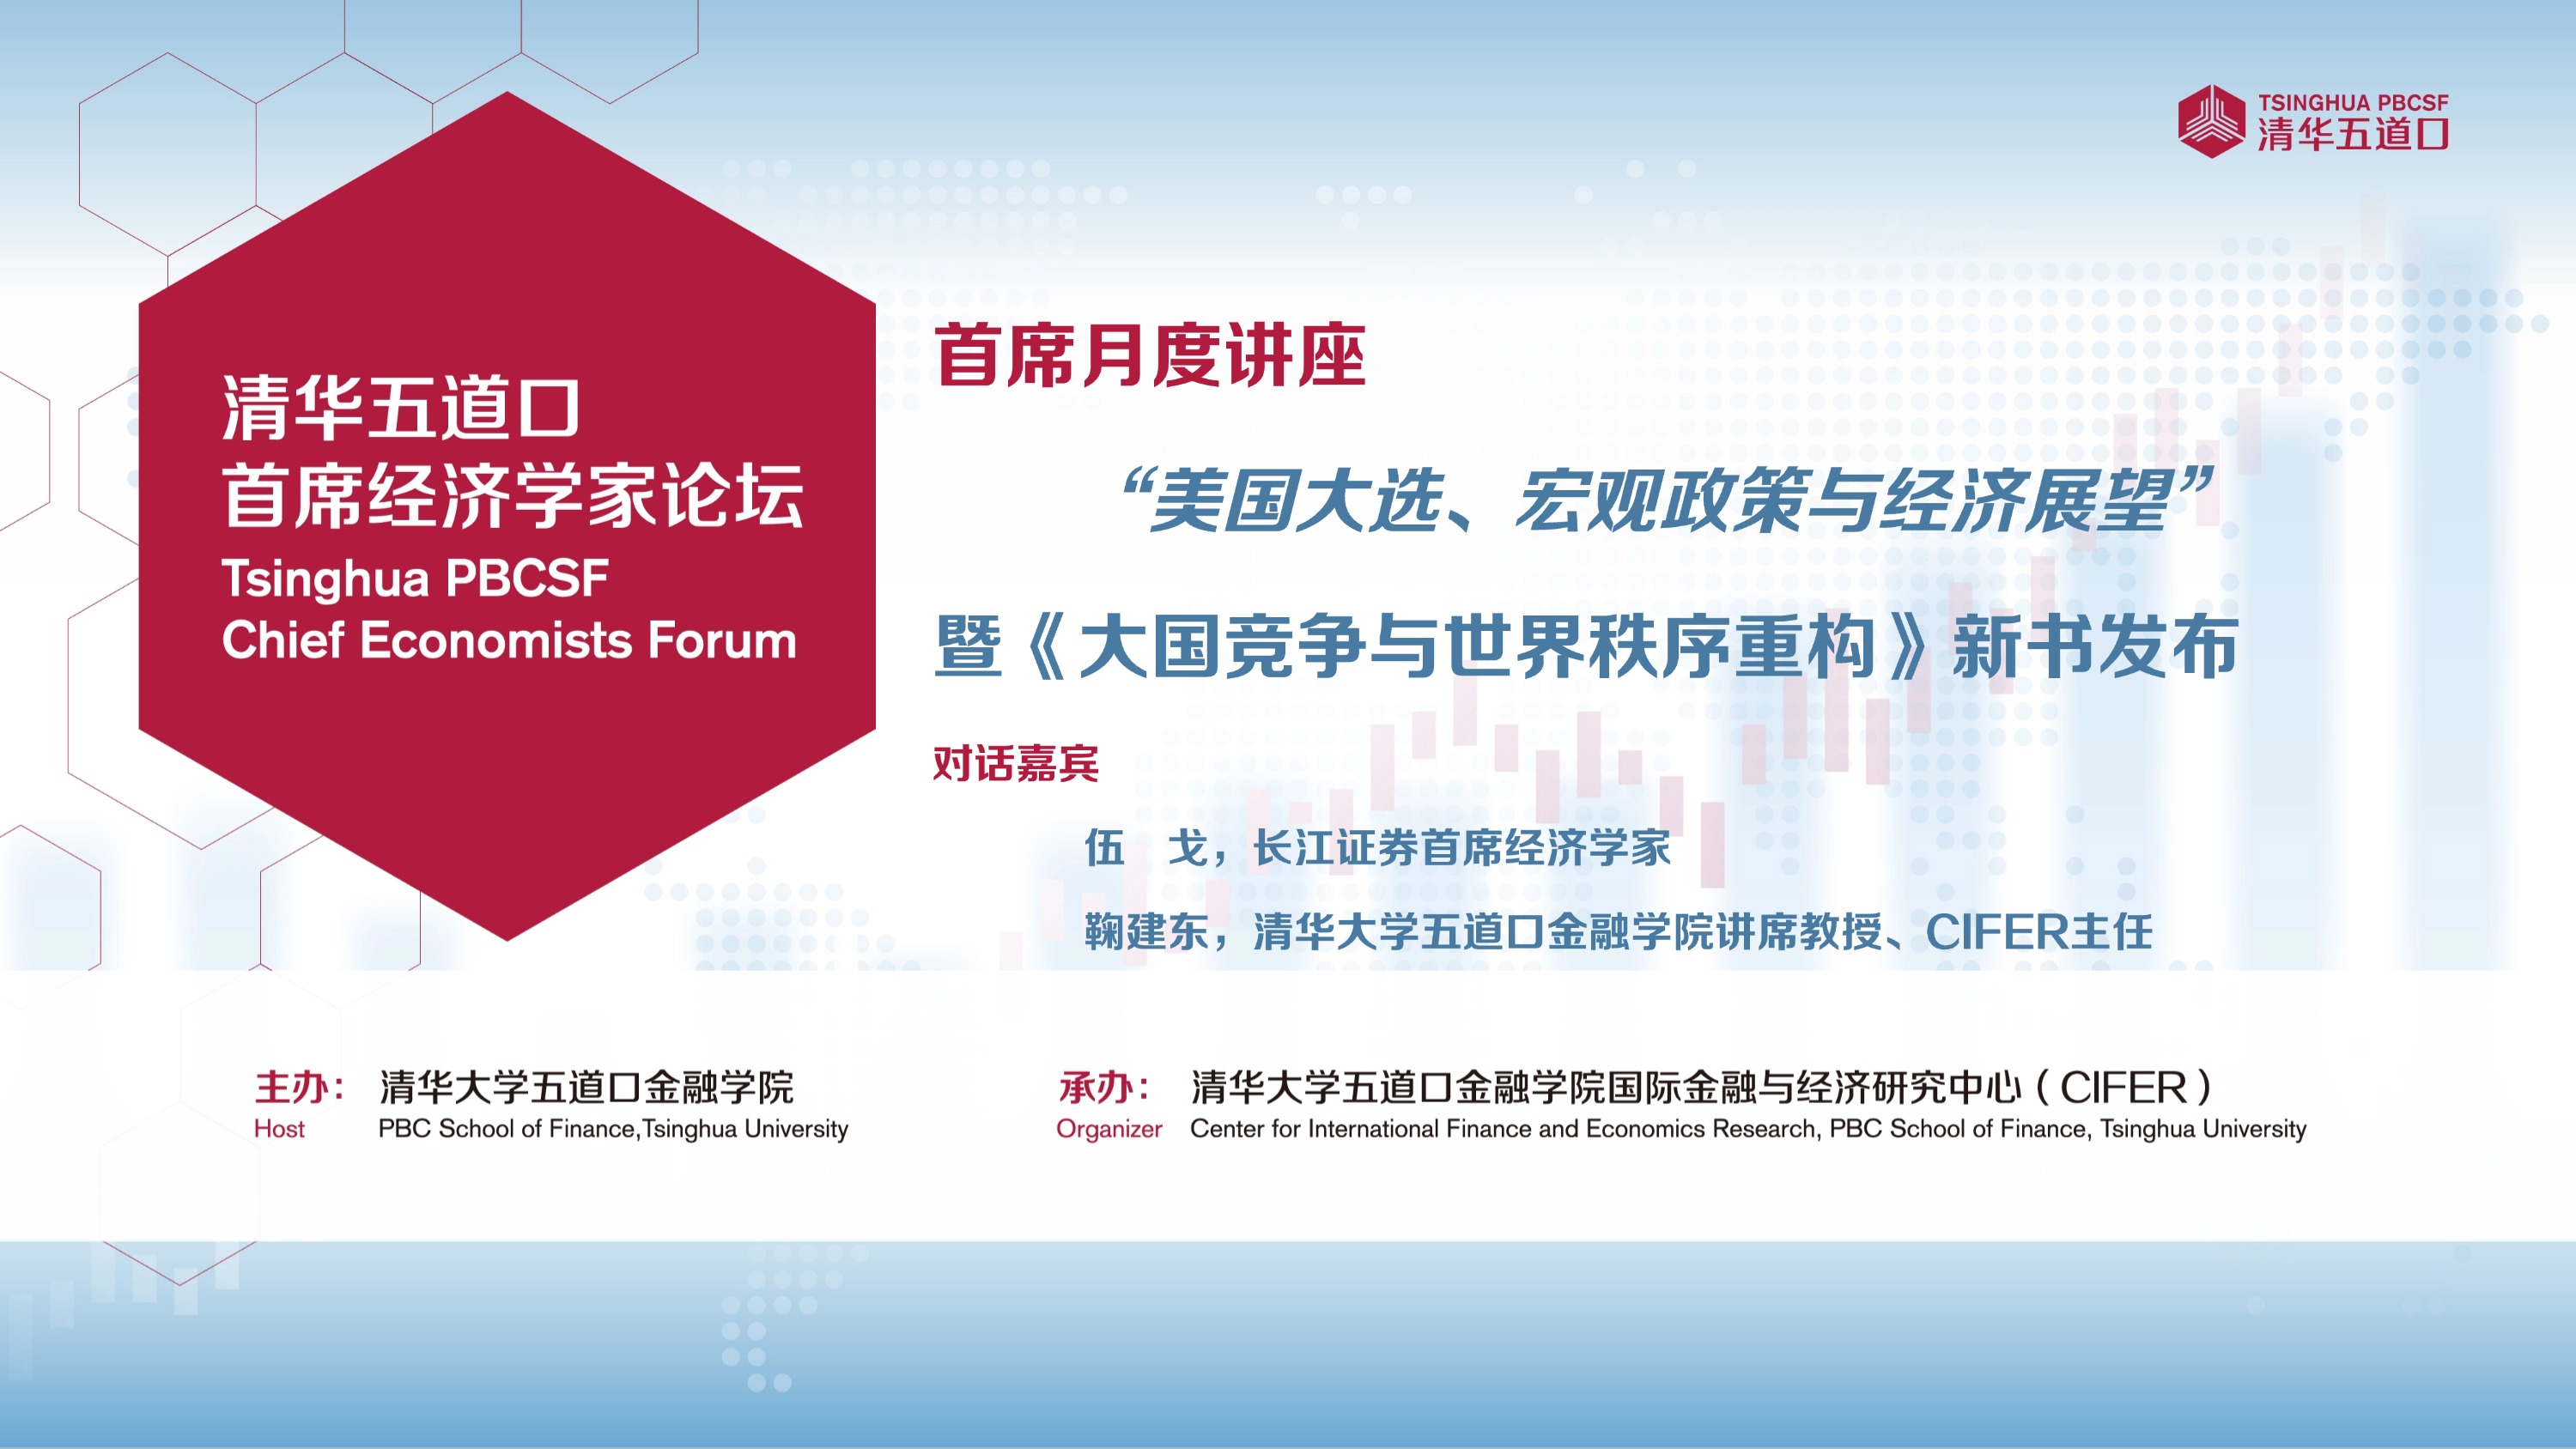 TSINGHUA PBCSF
清华五道口
清华五道口
首席经济学家论坛
Tsinghua PBCSF
Chief Economists Forum
首席月度讲座
“美国大选、宏观政策与经济展望”
暨《大国竞争与世界秩序重构》新书发布
对话嘉宾
伍　戈，长江证券首席经济学家
鞠建东，清华大学五道口金融学院讲席教授、CIFER主任
主办： 清华大学五道口金融学院
Host PBC School of Finance,Tsinghua University
承办： 清华大学五道口金融学院国际金融与经济研究中心（CIFER）
Organizer Center for International Finance and Economics Research, PBC School of Finance, Tsinghua University